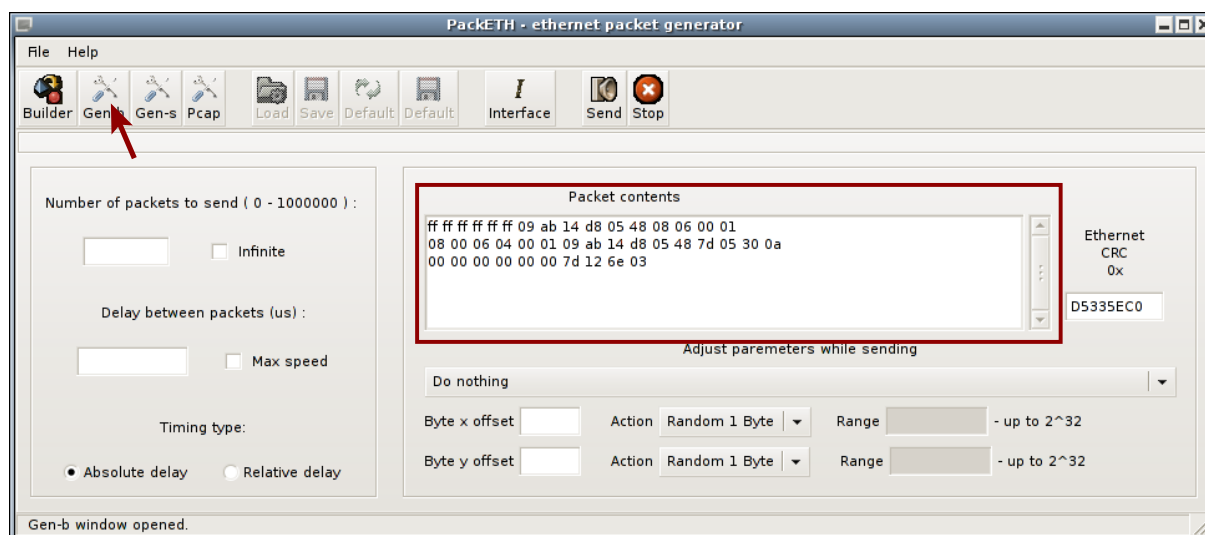 PackETH - ethernet packet generator
File Help
Builder Gen-b Gen-s Pcap Load Save Default Default Interface Send Stop
Number of packets to send ( 0 - 1000000 ) :
Infinite
Delay between packets (us) :
Max speed
Timing type:
Absolute delay Relative delay
Packet contents
ff ff ff ff ff ff 09 ab 14 d8 05 48 08 06 00 01
08 00 06 04 00 01 09 ab 14 d8 05 48 7d 05 30 0a
00 00 00 00 00 00 7d 12 6e 03
Ethernet
CRC
0x
D5335EC0
Adjust paremeters while sending
Do nothing
Byte x offset Action Random 1 Byte Range - up to 2^32
Byte y offset Action Random 1 Byte Range - up to 2^32
Gen-b window opened.